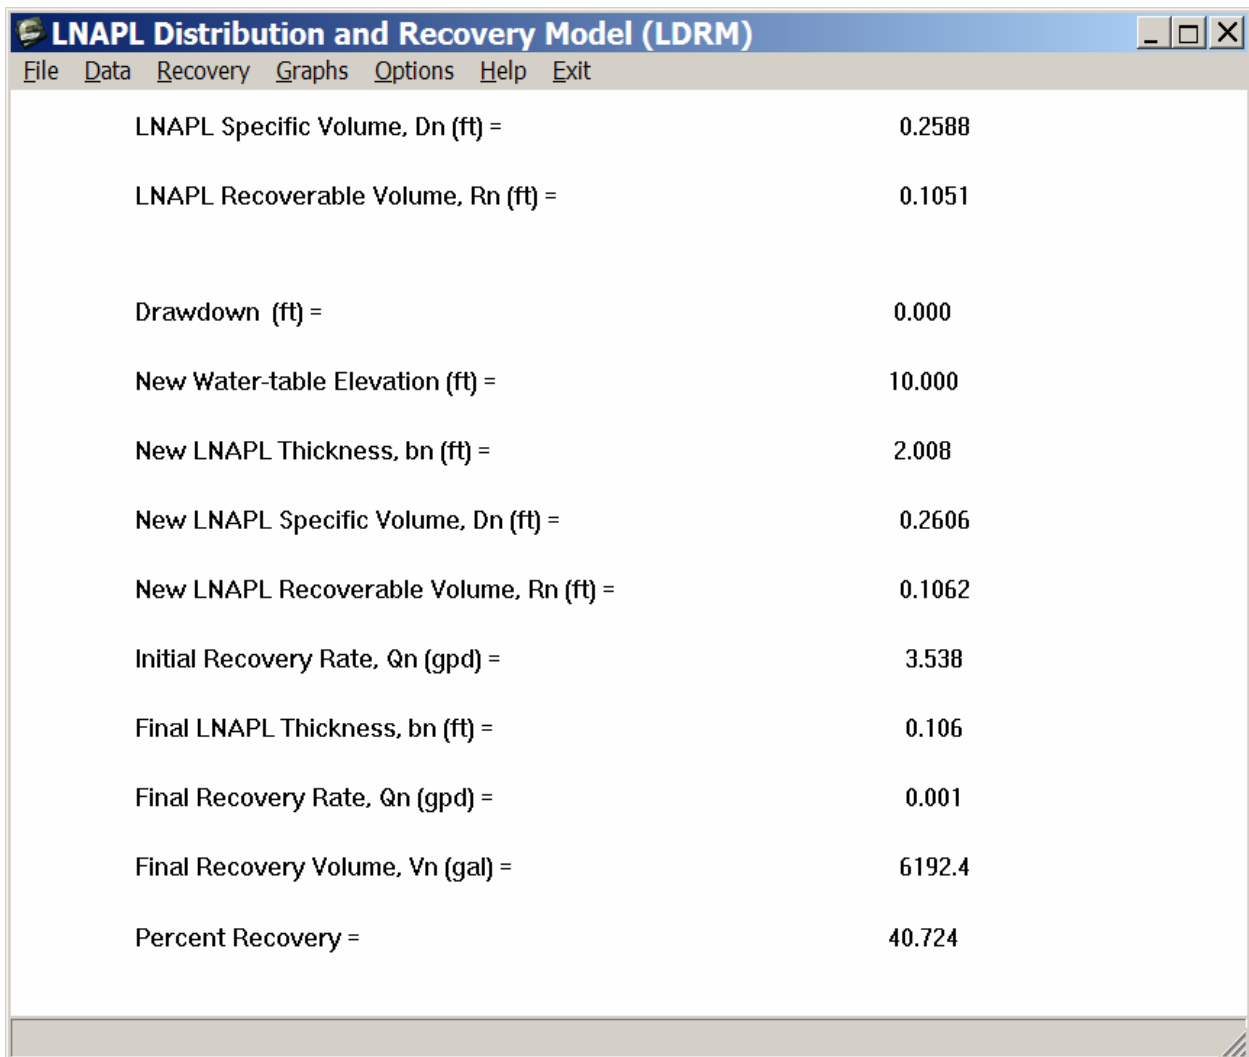 LNAPL Distribution and Recovery Model (LDRM)
File Data Recovery Graphs Options Help Exit
LNAPL Specific Volume, Dn (ft) = 0.2588
LNAPL Recoverable Volume, Rn (ft) = 0.1051
Drawdown (ft) = 0.000
New Water-table Elevation (ft) = 10.000
New LNAPL Thickness, bn (ft) = 2.008
New LNAPL Specific Volume, Dn (ft) = 0.2606
New LNAPL Recoverable Volume, Rn (ft) = 0.1062
Initial Recovery Rate, Qn (gpd) = 3.538
Final LNAPL Thickness, bn (ft) = 0.106
Final Recovery Rate, Qn (gpd) = 0.001
Final Recovery Volume, Vn (gal) = 6192.4
Percent Recovery = 40.724